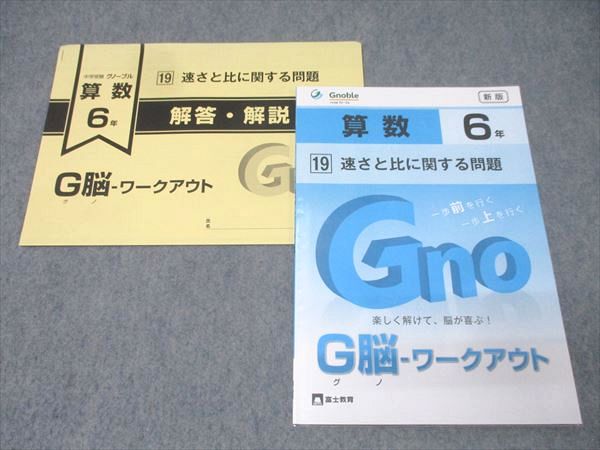 中学受験 グノーブル
算数
6年
19 速さと比に関する問題
解答・解説
G脳-ワークアウト
グ ノ
氏名
Gnoble
新版
算数 6年
19 速さと比に関する問題
一歩前を行く
一歩上を行く
Gno
楽しく解けて、脳が喜ぶ！
G脳-ワークアウト
グ ノ
富士教育